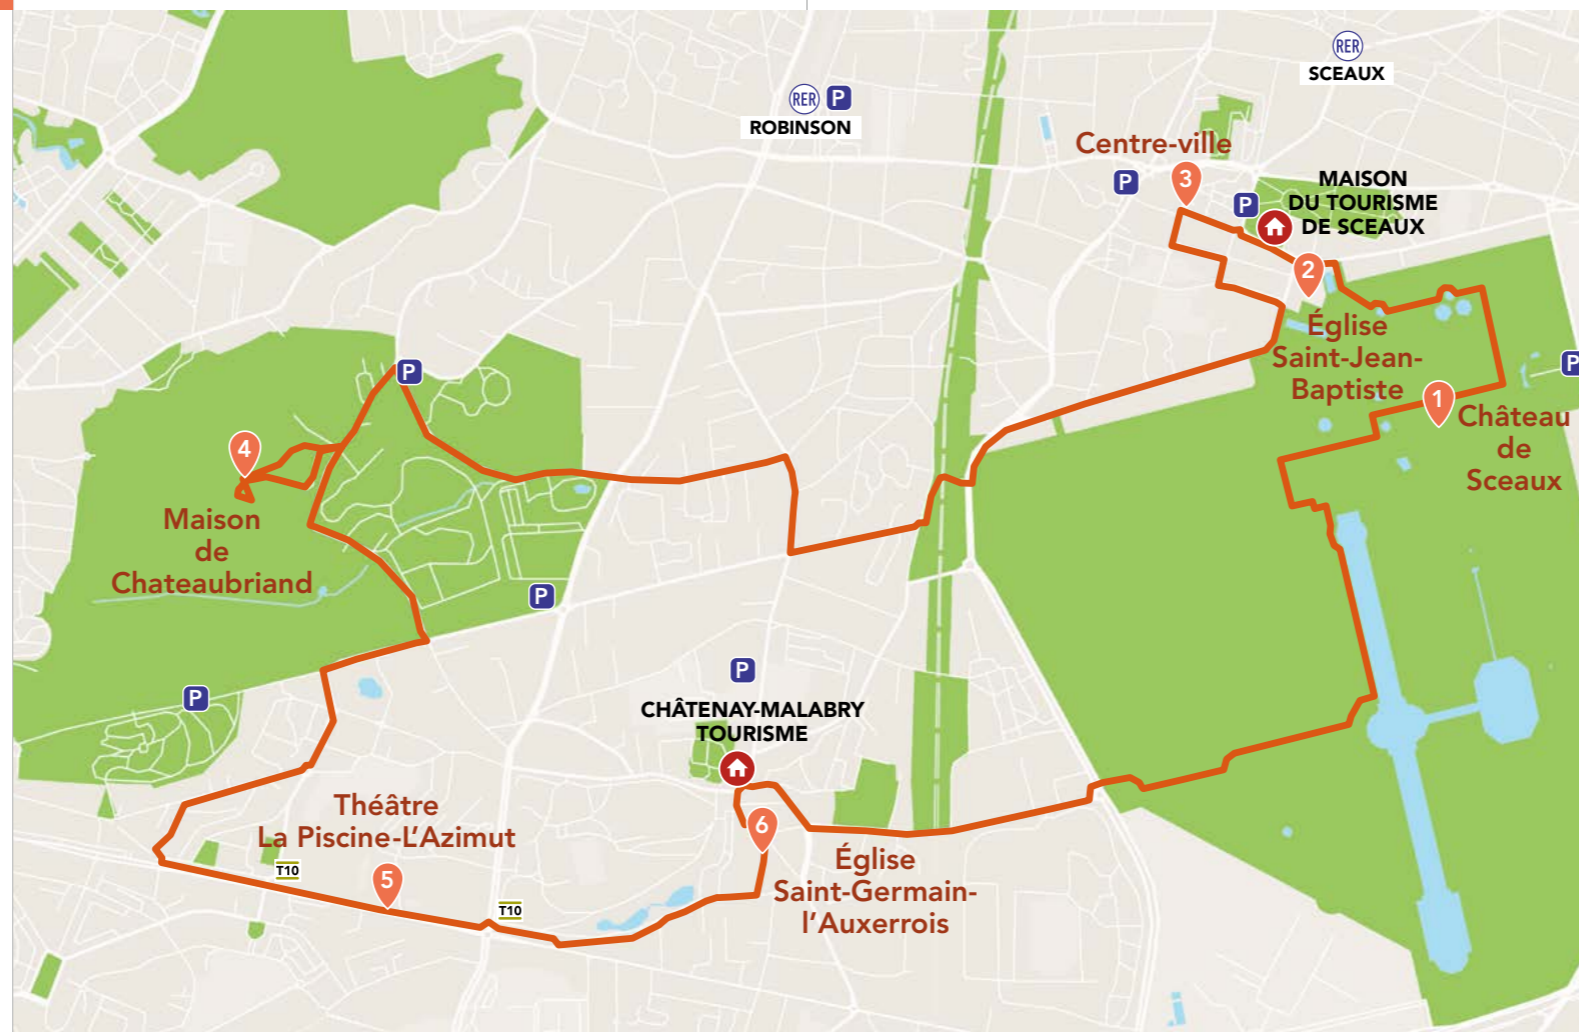 RER
SCEAUX
RER P
ROBINSON
Centre-ville
P
3
P
MAISON
DU TOURISME
DE SCEAUX
2
Église
Saint-Jean-
Baptiste
P
1
Château
de
Sceaux
P
4
Maison
de
Chateaubriand
P
P
P
CHÂTENAY-MALABRY
TOURISME
Théâtre
La Piscine-L'Azimut
T10
5
T10
6
Église
Saint-Germain-
l'Auxerrois